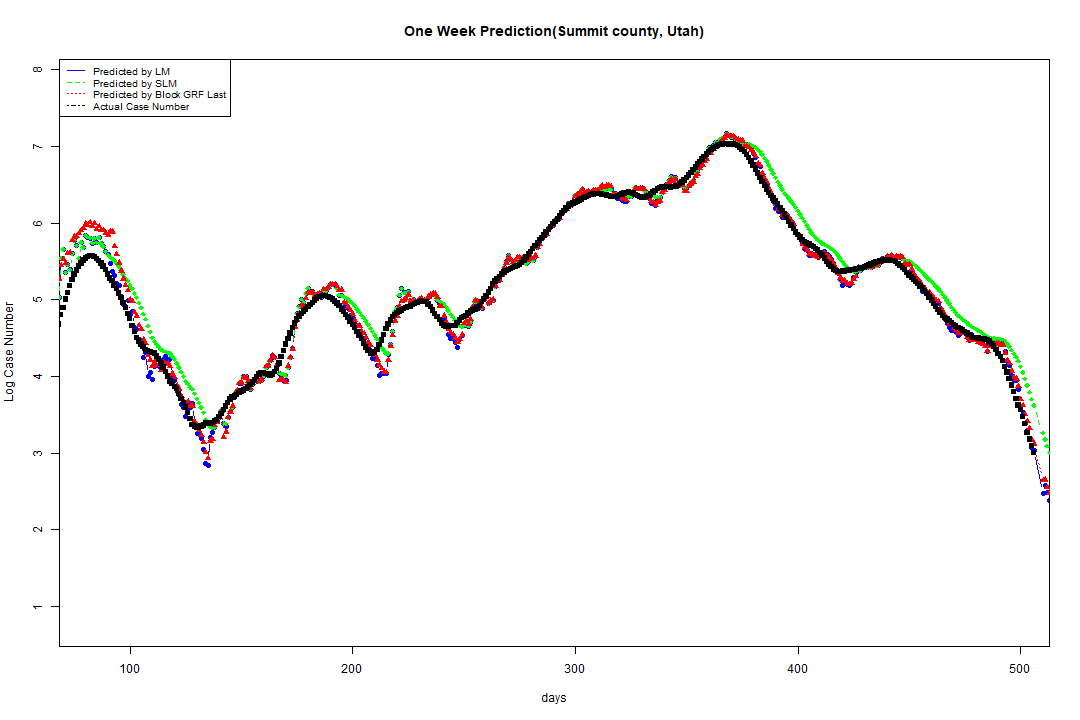 One Week Prediction(Summit county, Utah)
Predicted by LM
Predicted by SLM
Predicted by Block GRF Last
Actual Case Number
8
7
6
5
4
3
2
1
Log Case Number
100 200 300 400 500
days